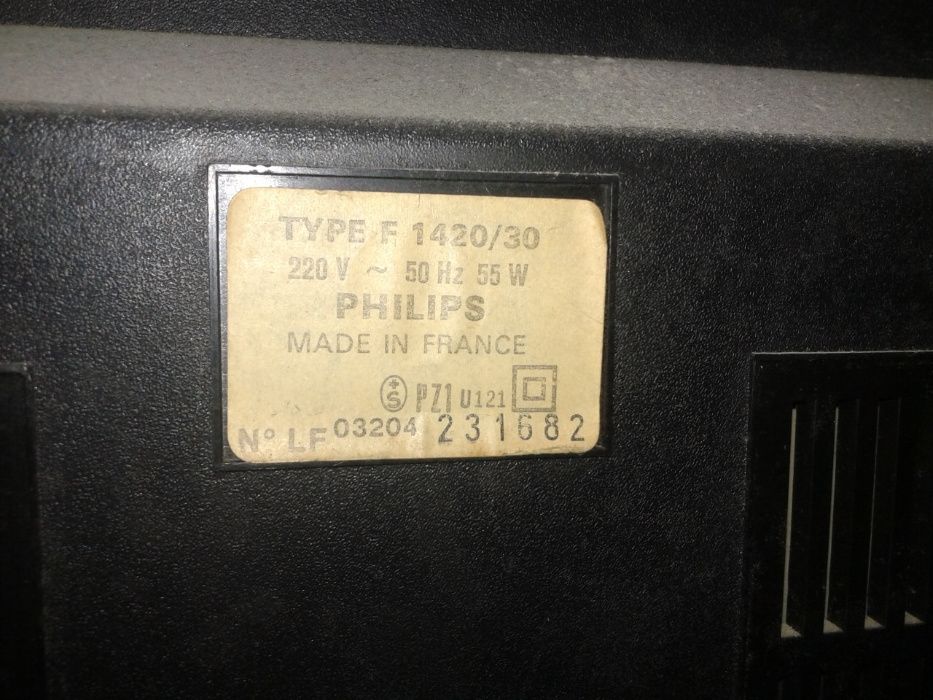 TYPE F 1420/30
220 V ~ 50 Hz 55 W
PHILIPS
MADE IN FRANCE
+S PZ1 U121
N° LF 03204 231682